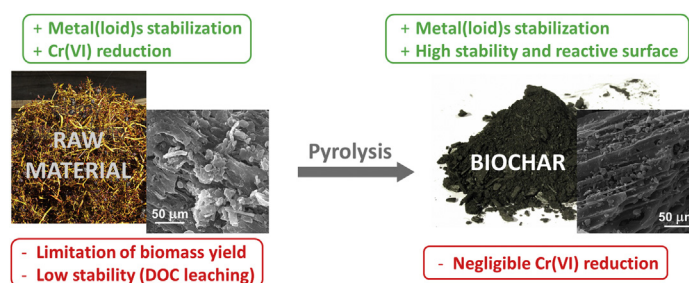 + Metal(loid)s stabilization
+ Cr(VI) reduction
+ Metal(loid)s stabilization
+ High stability and reactive surface
RAW
MATERIAL
50 µm
Pyrolysis
BIOCHAR
50 µm
- Limitation of biomass yield
- Low stability (DOC leaching)
- Negligible Cr(VI) reduction